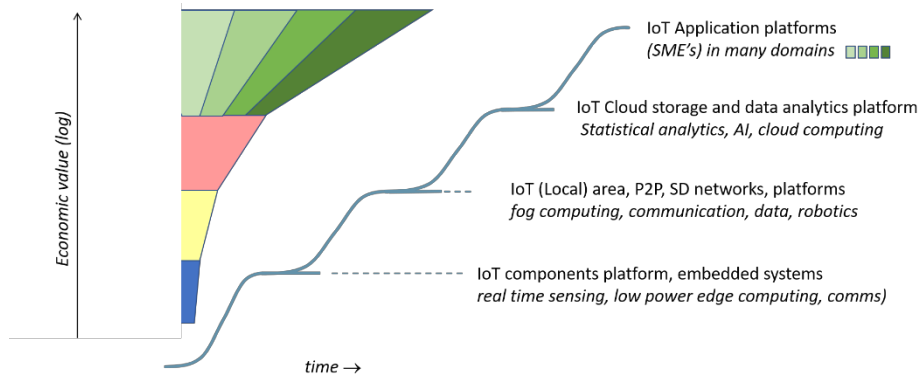 IoT Application platforms
(SME's) in many domains
IoT Cloud storage and data analytics platform
Statistical analytics, AI, cloud computing
IoT (Local) area, P2P, SD networks, platforms
fog computing, communication, data, robotics
IoT components platform, embedded systems
real time sensing, low power edge computing, comms)
Economic value (log)
time →